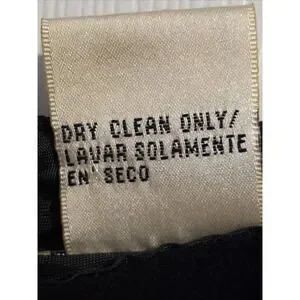 DRY CLEAN ONLY/
LAVAR SOLAMENTE
EN' SECO